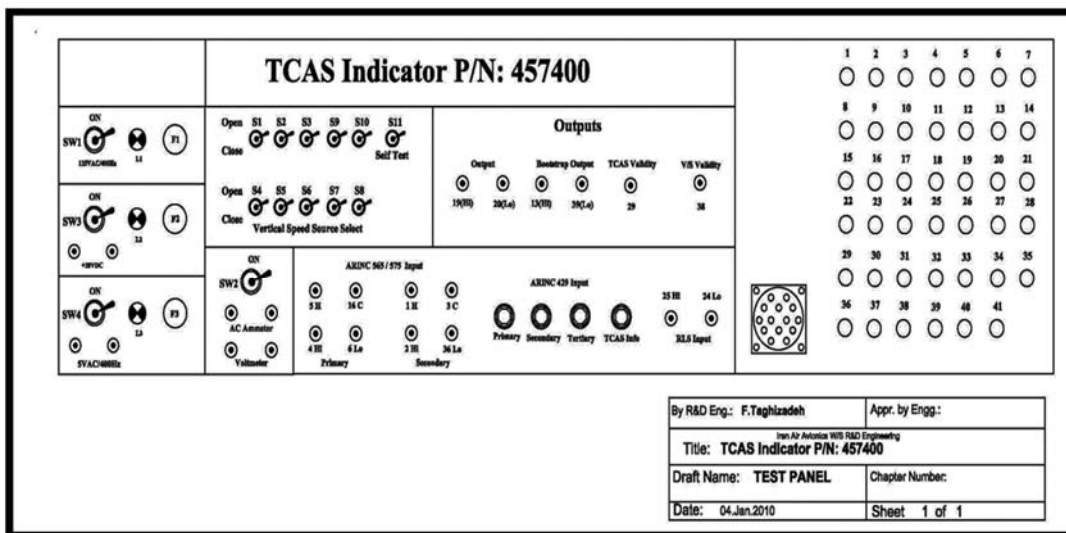 TCAS Indicator P/N: 457400
ON
SW1
L1
F1
115VAC/400Hz
ON
SW3
L2
F2
+28VDC
ON
SW4
L3
F3
5VAC/400Hz
Open S1 S2 S3 S9 S10 S11
Close
Self Test
Open S4 S5 S6 S7 S8
Close
Vertical Speed Source Select
Outputs
Output Bootstrap Output TCAS Validity V/S Validity
19(HI) 20(Lo) 13(HI) 39(Lo) 29 38
ON
SW2
AC Ammeter
Voltmeter
ARINC 565 / 575 Input
5 H 16 C 1 H 3 C
4 HI 6 Lo 2 HI 36 Lo
Primary Secondary
ARINC 429 Input
Primary Secondary Tertiary TCAS Info
25 HI 24 Lo
RLS Input
1 2 3 4 5 6 7
8 9 10 11 12 13 14
15 16 17 18 19 20 21
22 23 24 25 26 27 28
29 30 31 32 33 34 35
36 37 38 39 40 41
By R&D Eng.: F.Taghizadeh
Appr. by Engg.:
Iran Air Avionics W/S R&D Engineering
Title: TCAS Indicator P/N: 457400
Draft Name: TEST PANEL
Chapter Number:
Date: 04.Jan.2010
Sheet 1 of 1